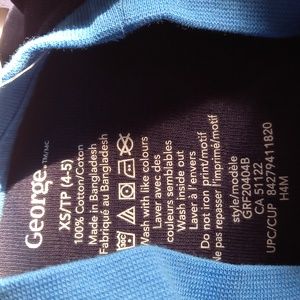 George.™/MC
XS/TP (4-5)
100% Cotton/Coton
Made in Bangladesh
Fabriqué au Bangladesh
Wash with like colours
Laver avec des
couleurs semblables
Wash inside out
Do not iron print/motif
Ne pas repasser l'imprimé/motif
style/modèle
GRF20404B
CA 51122
UPC/CUP 84279411820
H4M